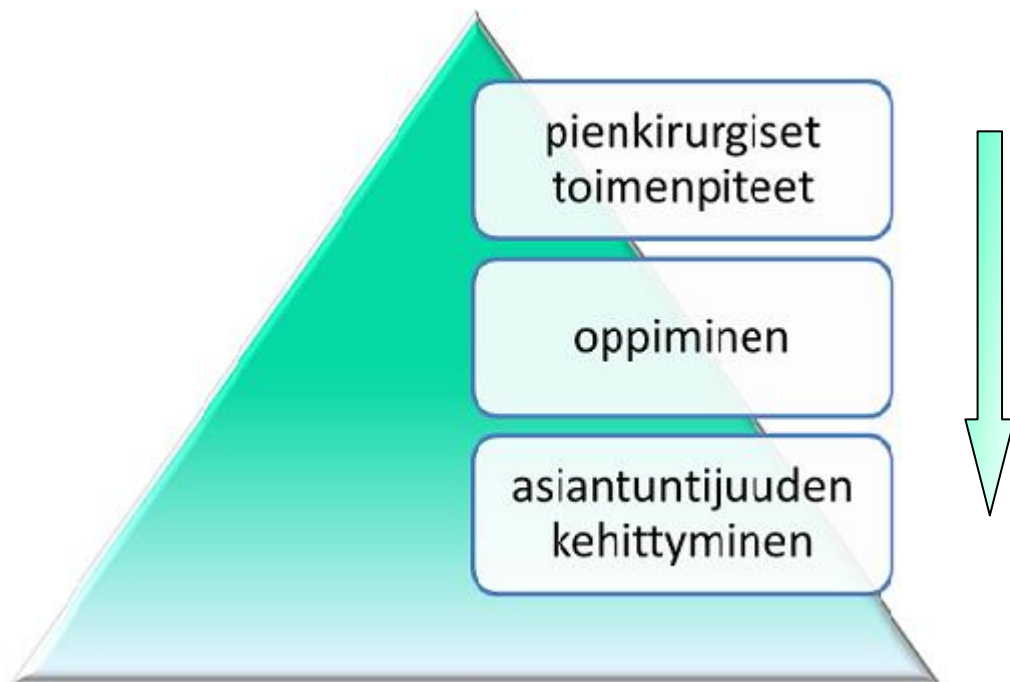 pienkirurgiset
toimenpiteet
oppiminen
asiantuntijuuden
kehittyminen